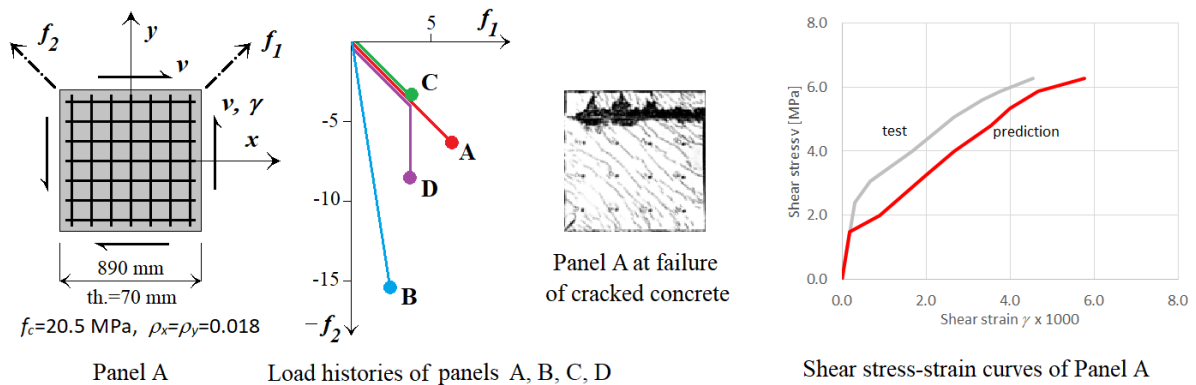 f₂
y
f₁
v
v, γ
x
890 mm
th.=70 mm
fc=20.5 MPa, ρx=ρy=0.018
Panel A
5
f₁
C
-5
A
D
-10
B
-15
−f₂
Load histories of panels A, B, C, D
Panel A at failure
of cracked concrete
8.0
6.0
4.0
2.0
0.0
Shear stress v [MPa]
test
prediction
0.0 2.0 4.0 6.0 8.0
Shear strain γ x 1000
Shear stress-strain curves of Panel A